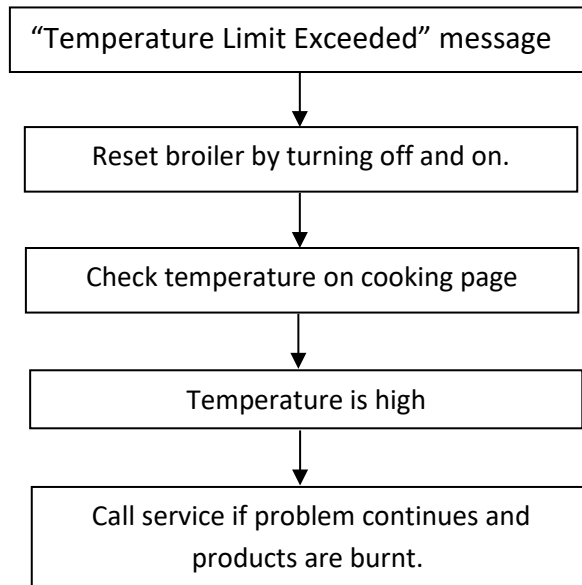 “Temperature Limit Exceeded” message
Reset broiler by turning off and on.
Check temperature on cooking page
Temperature is high
Call service if problem continues and
products are burnt.